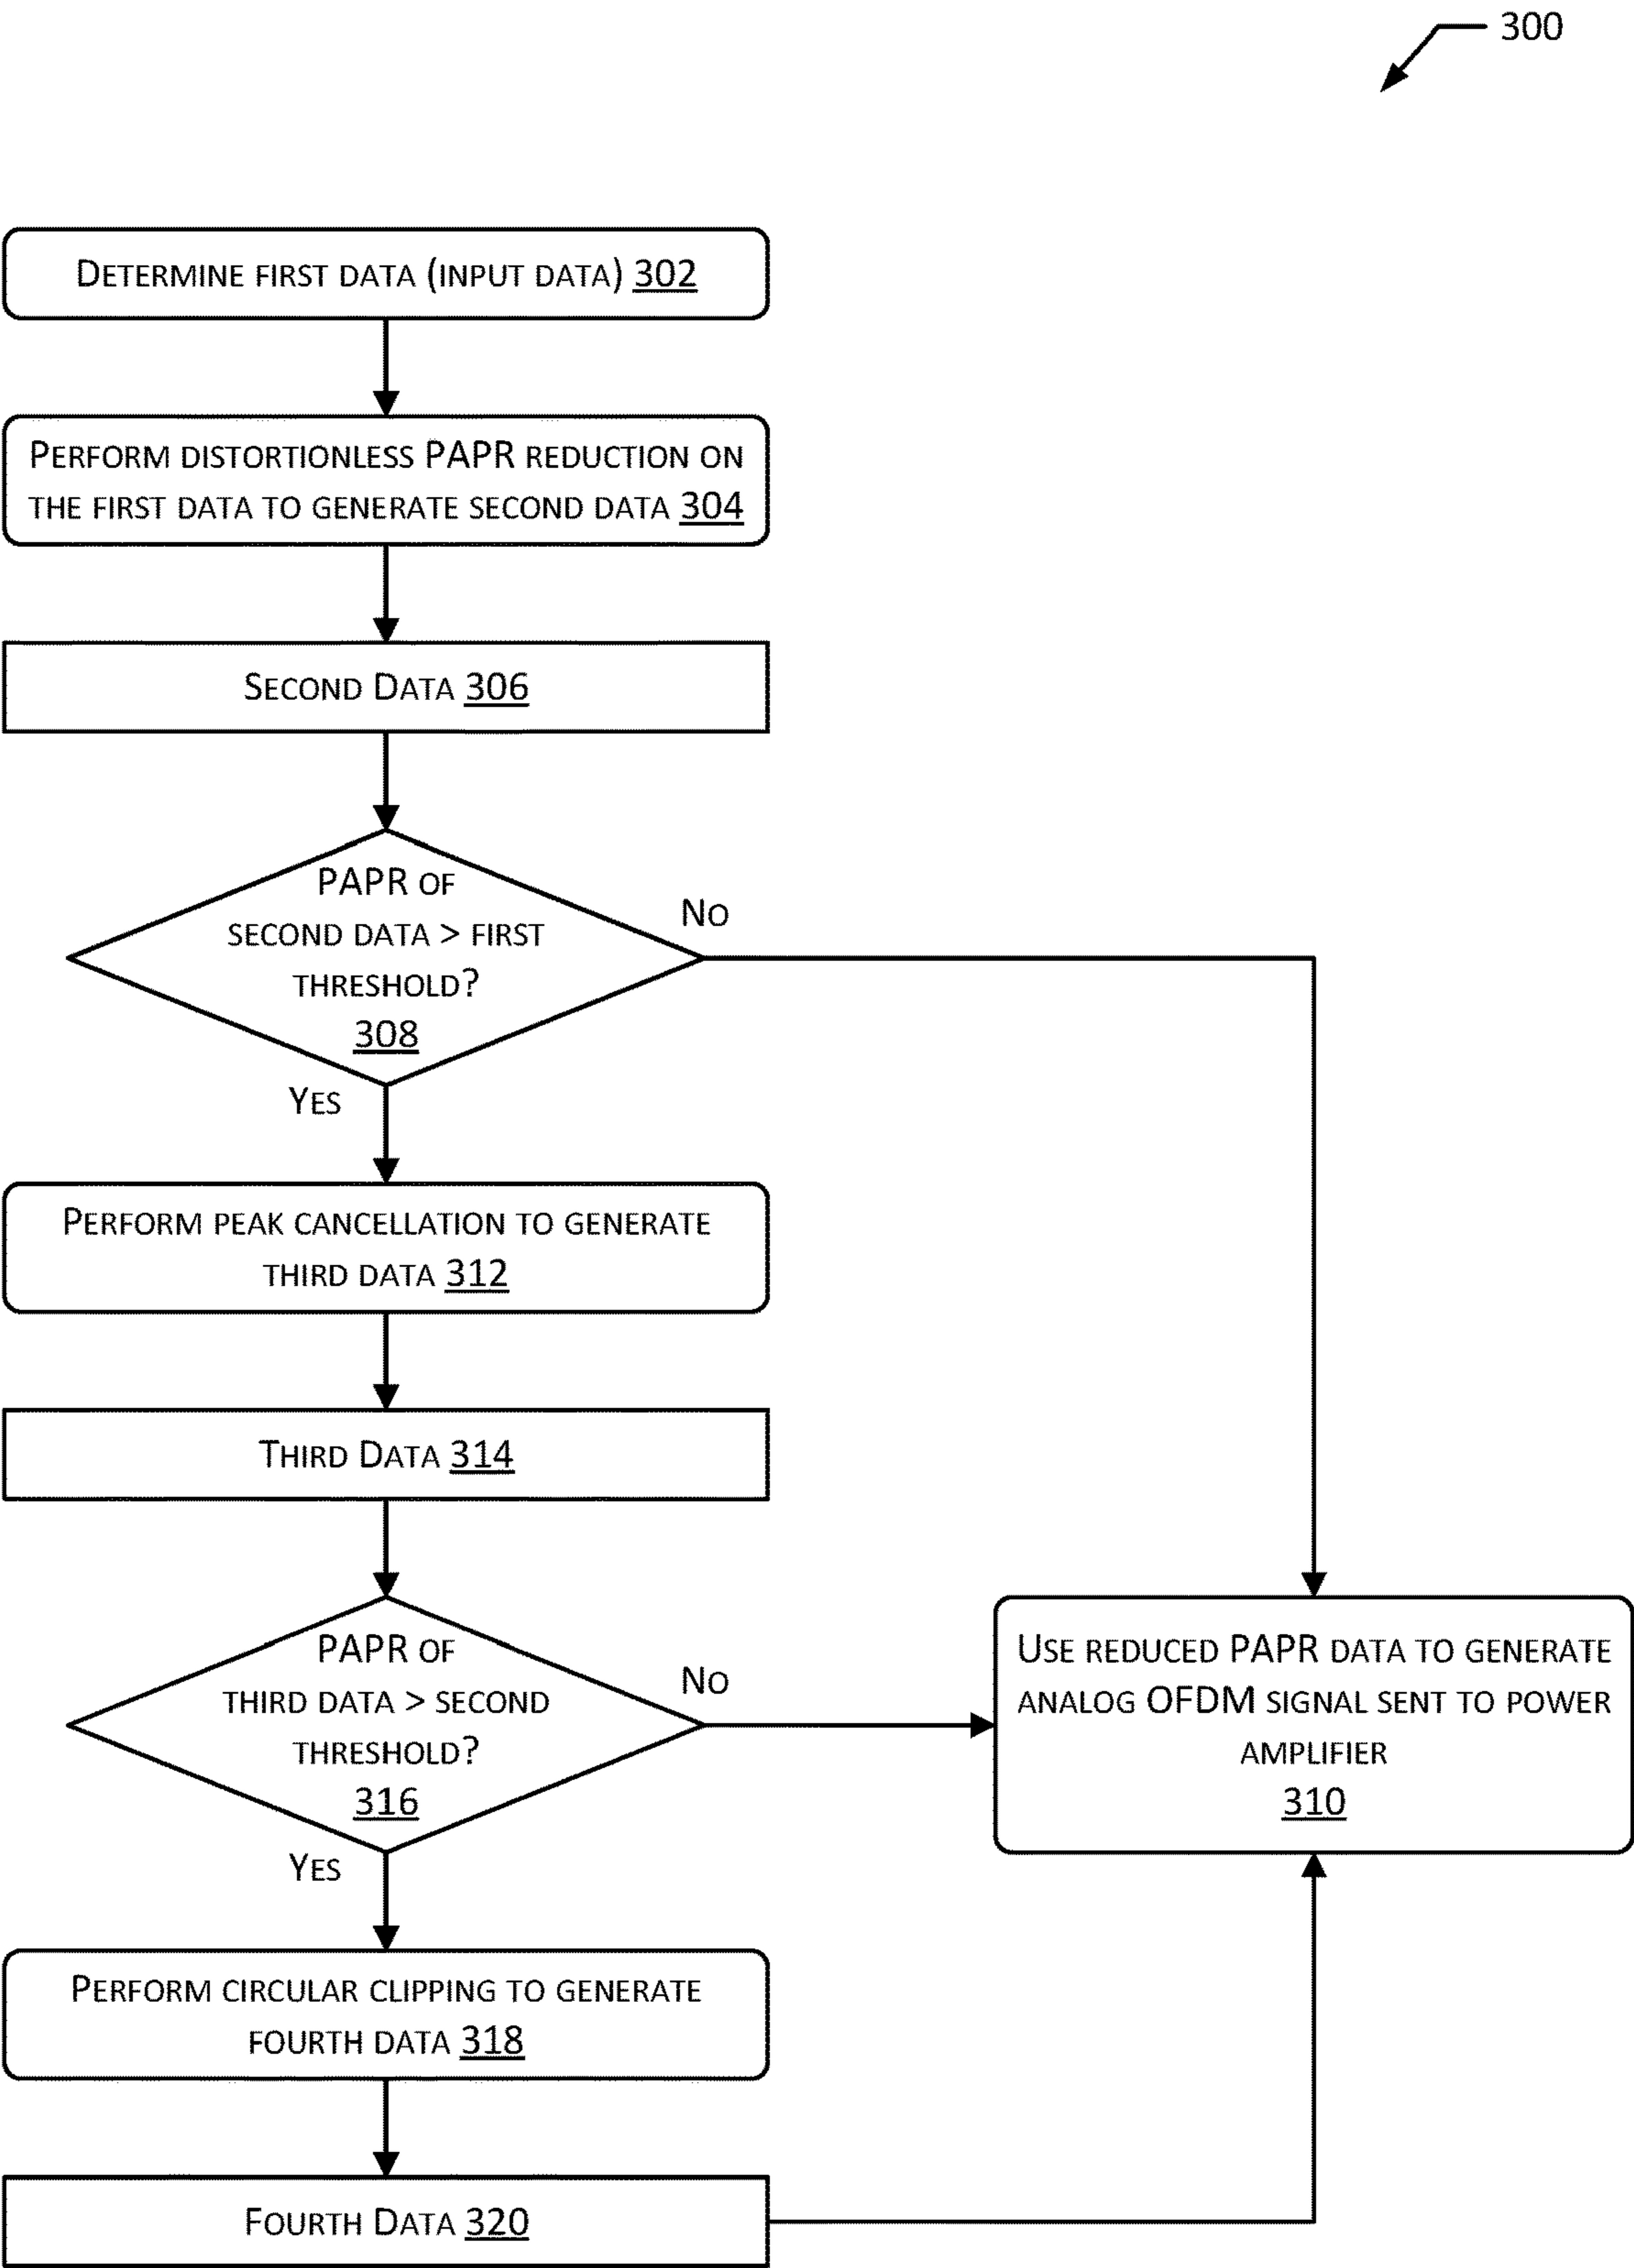 300
Determine first data (input data) 302
Perform distortionless PAPR reduction on
the first data to generate second data 304
Second Data 306
PAPR of
second data > first
threshold?
308
No
Yes
Perform peak cancellation to generate
third data 312
Third Data 314
PAPR of
third data > second
threshold?
316
No
Yes
Use reduced PAPR data to generate
analog OFDM signal sent to power
amplifier
310
Perform circular clipping to generate
fourth data 318
Fourth Data 320